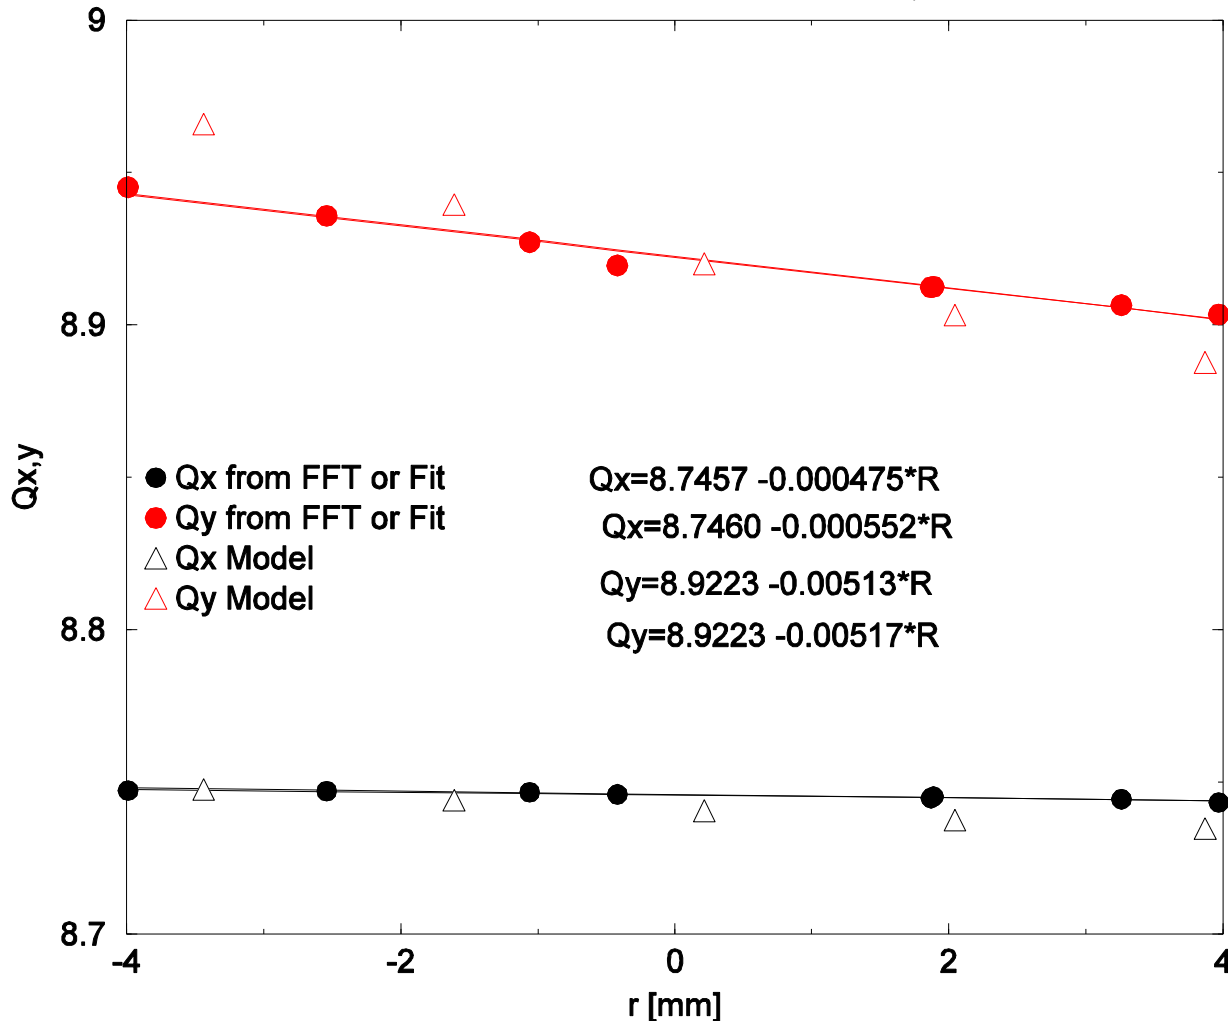 9
8.9
8.8
8.7
Qx,y
Qx from FFT or Fit
Qy from FFT or Fit
Qx Model
Qy Model
Qx=8.7457 -0.000475*R
Qx=8.7460 -0.000552*R
Qy=8.9223 -0.00513*R
Qy=8.9223 -0.00517*R
-4 -2 0 2 4
r [mm]